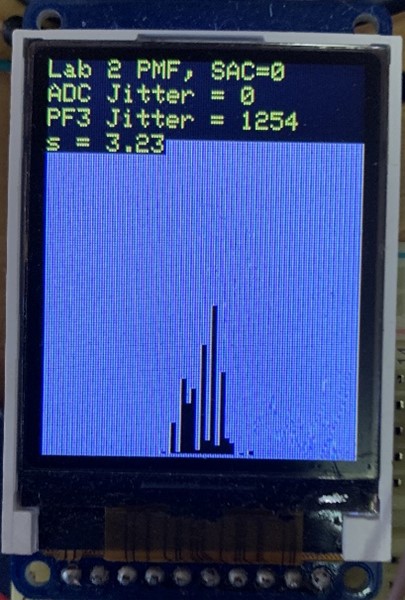 Lab 2 PMF, SAC=0
ADC Jitter = 0
PF3 Jitter = 1254
s = 3.23